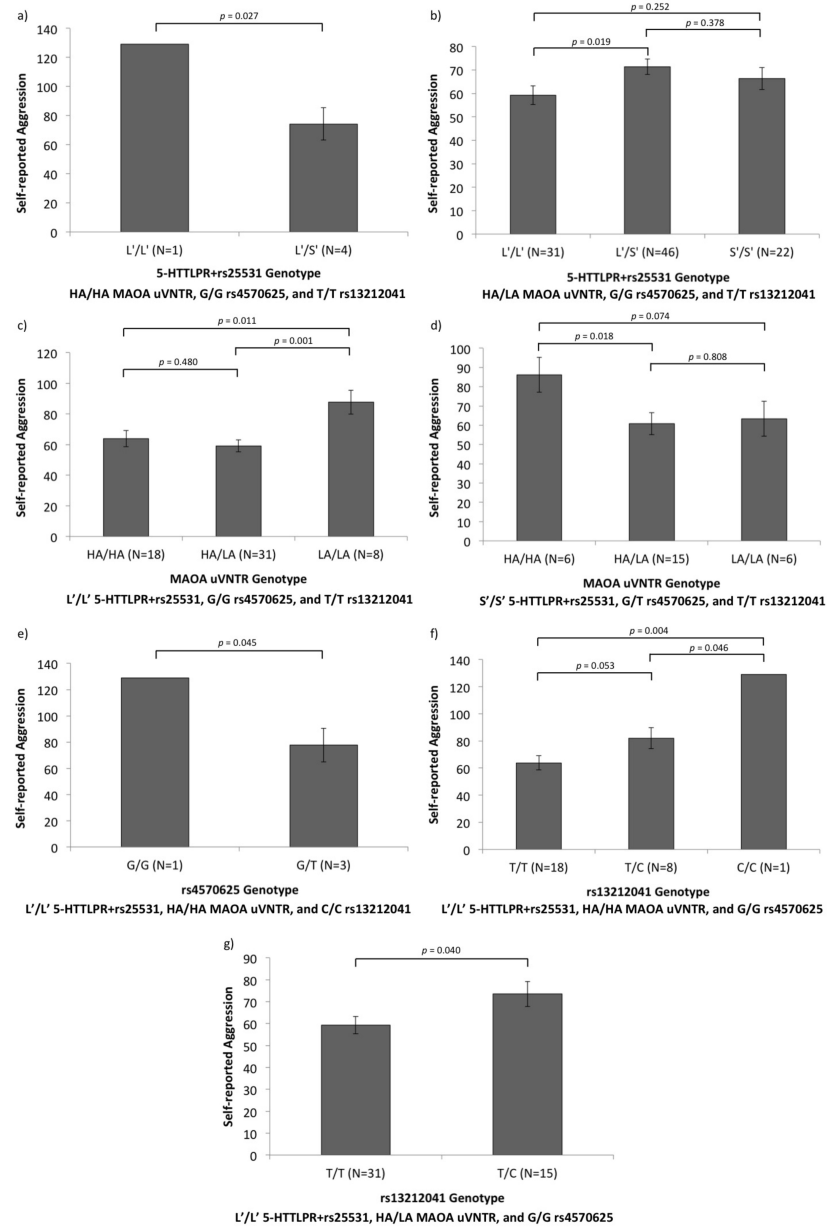 a)
p = 0.027
Self-reported Aggression
140
120
100
80
60
40
20
0
L'/L' (N=1) L'/S' (N=4)
5-HTTLPR+rs25531 Genotype
HA/HA MAOA uVNTR, G/G rs4570625, and T/T rs13212041
b)
p = 0.252
p = 0.378
p = 0.019
Self-reported Aggression
80
70
60
50
40
30
20
10
0
L'/L' (N=31) L'/S' (N=46) S'/S' (N=22)
5-HTTLPR+rs25531 Genotype
HA/LA MAOA uVNTR, G/G rs4570625, and T/T rs13212041
c)
p = 0.011
p = 0.001
p = 0.480
Self-reported Aggression
120
100
80
60
40
20
0
HA/HA (N=18) HA/LA (N=31) LA/LA (N=8)
MAOA uVNTR Genotype
L’/L’ 5-HTTLPR+rs25531, G/G rs4570625, and T/T rs13212041
d)
p = 0.074
p = 0.018
p = 0.808
Self-reported Aggression
100
90
80
70
60
50
40
30
20
10
0
HA/HA (N=6) HA/LA (N=15) LA/LA (N=6)
MAOA uVNTR Genotype
S’/S’ 5-HTTLPR+rs25531, G/T rs4570625, and T/T rs13212041
e)
p = 0.045
Self-reported Aggression
140
120
100
80
60
40
20
0
G/G (N=1) G/T (N=3)
rs4570625 Genotype
L’/L’ 5-HTTLPR+rs25531, HA/HA MAOA uVNTR, and C/C rs13212041
f)
p = 0.004
p = 0.046
p = 0.053
Self-reported Aggression
140
120
100
80
60
40
20
0
T/T (N=18) T/C (N=8) C/C (N=1)
rs13212041 Genotype
L’/L’ 5-HTTLPR+rs25531, HA/HA MAOA uVNTR, and G/G rs4570625
g)
p = 0.040
Self-reported Aggression
90
80
70
60
50
40
30
20
10
0
T/T (N=31) T/C (N=15)
rs13212041 Genotype
L’/L’ 5-HTTLPR+rs25531, HA/LA MAOA uVNTR, and G/G rs4570625